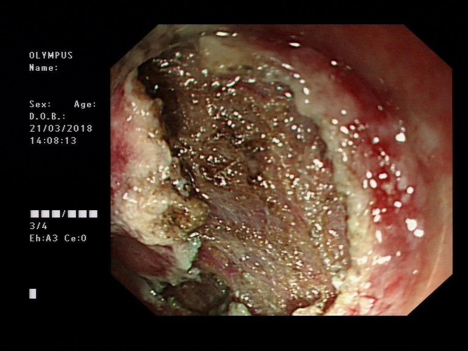 OLYMPUS
Name:
Sex: Age:
D.O.B.:
21/03/2018
14:08:13
■■■/■■■
3/4
Eh:A3 Ce:0